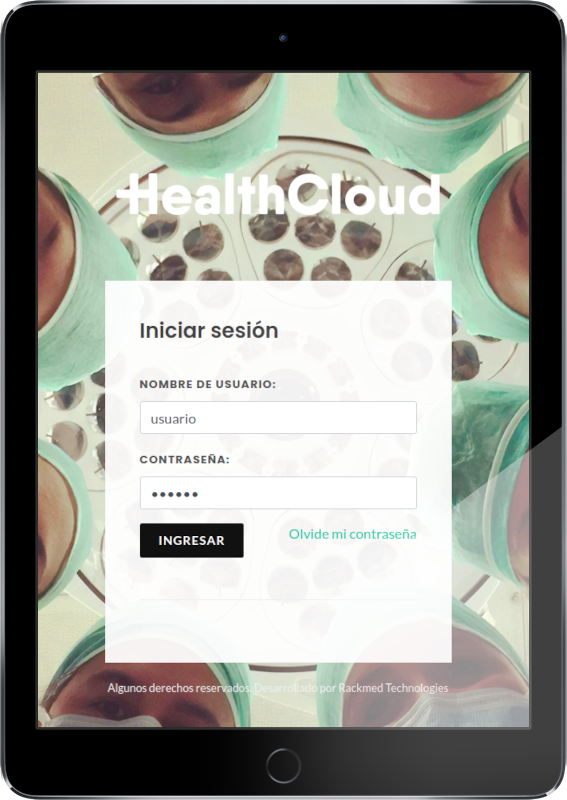 HealthCloud
Iniciar sesión
NOMBRE DE USUARIO:
usuario
CONTRASEÑA:
••••••
INGRESAR
Olvide mi contraseña
Algunos derechos reservados. Desarrollado por Rackmed Technologies